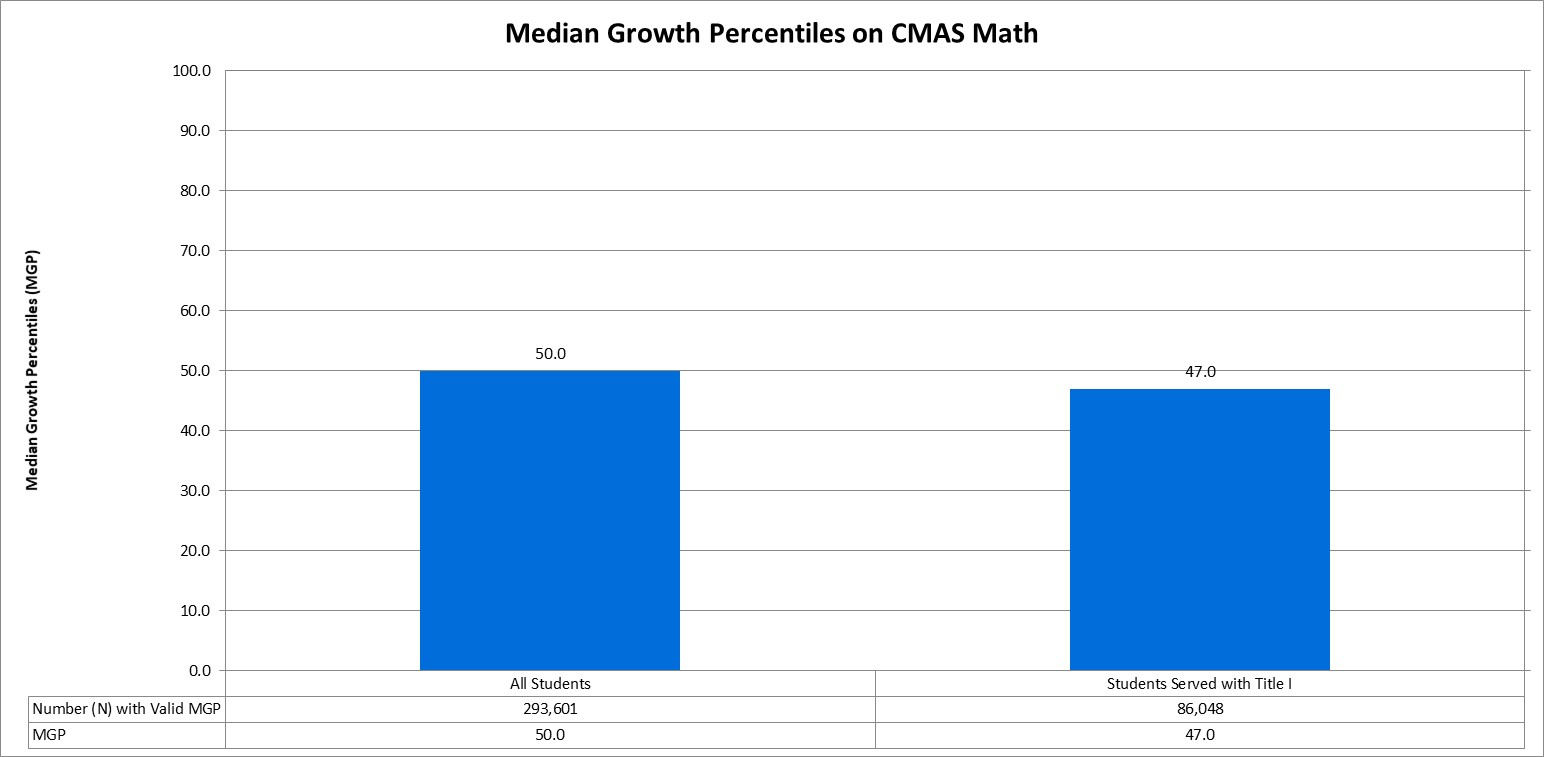 Median Growth Percentiles on CMAS Math
Median Growth Percentiles (MGP)
100.0
90.0
80.0
70.0
60.0
50.0
40.0
30.0
20.0
10.0
0.0
50.0
47.0
All Students Students Served with Title I
Number (N) with Valid MGP 293,601 86,048
MGP 50.0 47.0